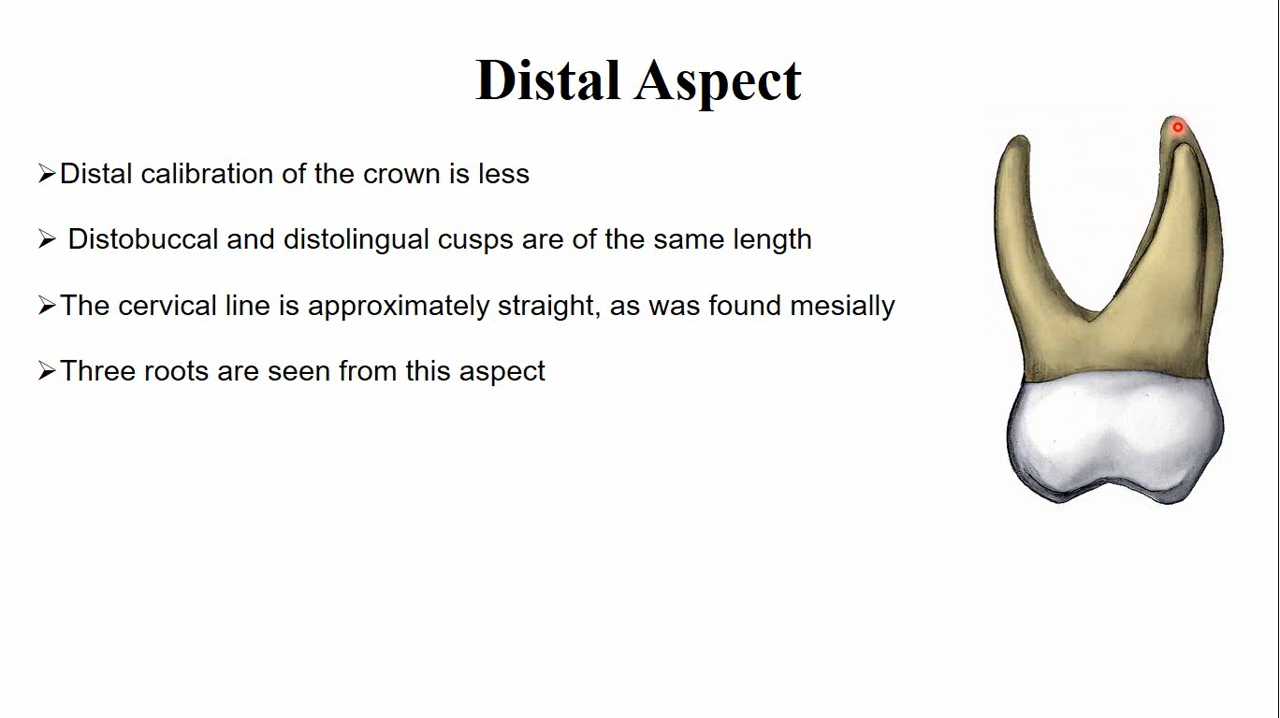 Distal Aspect
➢Distal calibration of the crown is less
➢ Distobuccal and distolingual cusps are of the same length
➢The cervical line is approximately straight, as was found mesially
➢Three roots are seen from this aspect